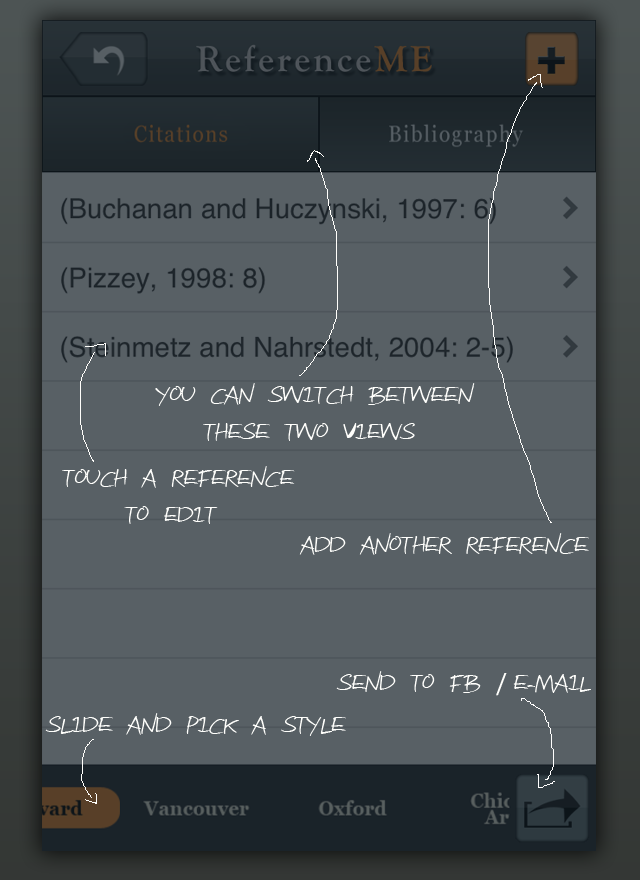 ReferenceME
Citations Bibliography
(Buchanan and Huczynski, 1997: 6)
(Pizzey, 1998: 8)
(Steinmetz and Nahrstedt, 2004: 2-5)
YOU CAN SWITCH BETWEEN
THESE TWO VIEWS
TOUCH A REFERENCE
TO EDIT
ADD ANOTHER REFERENCE
SEND TO FB / E-MAIL
SLIDE AND PICK A STYLE
vard Vancouver Oxford Chic
Ar